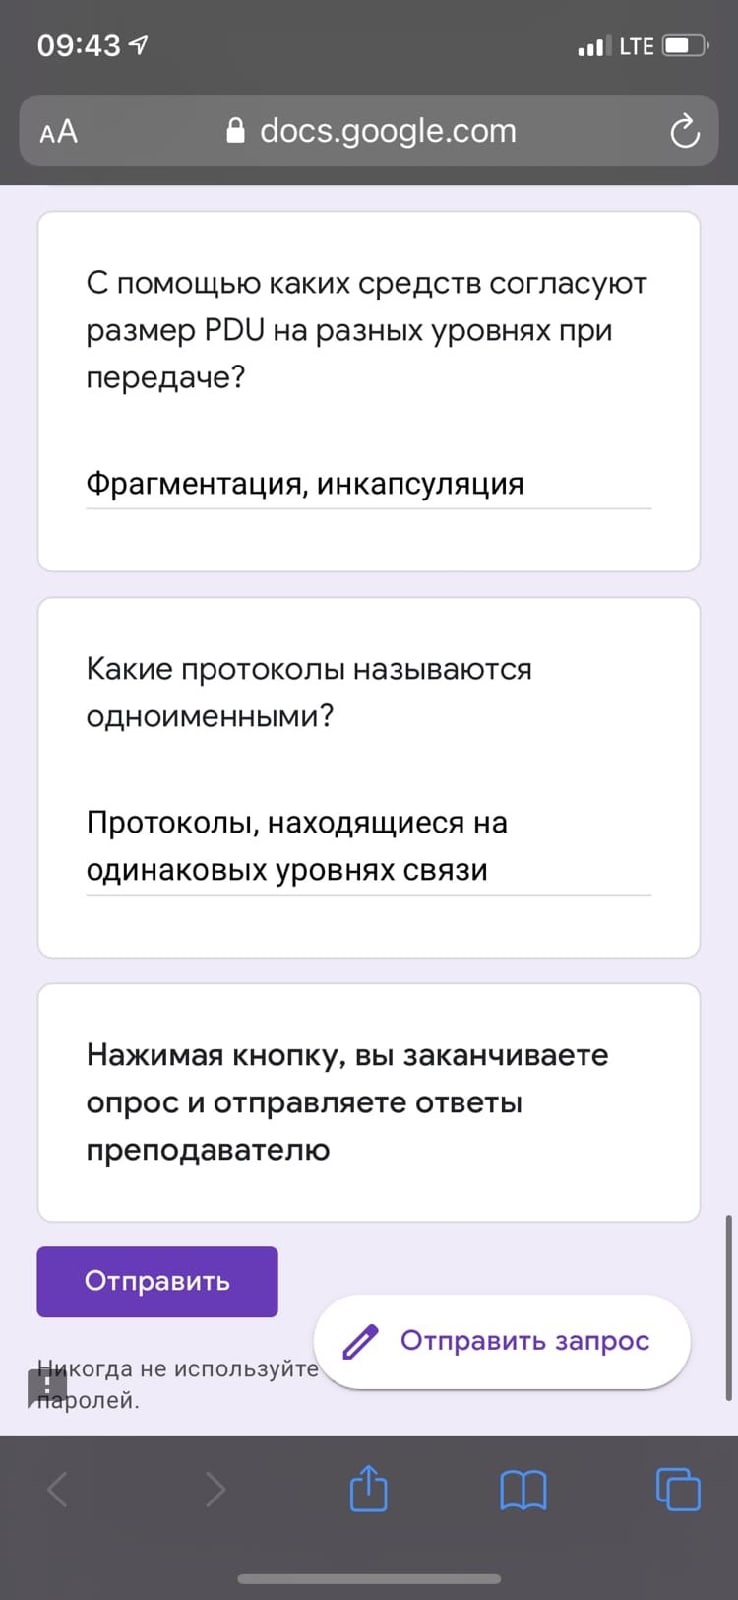 09:43
LTE
AA
docs.google.com
С помощью каких средств согласуют
размер PDU на разных уровнях при
передаче?
Фрагментация, инкапсуляция
Какие протоколы называются
одноименными?
Протоколы, находящиеся на
одинаковых уровнях связи
Нажимая кнопку, вы заканчиваете
опрос и отправляете ответы
преподавателю
Отправить
Отправить запрос
Никогда не используйте
паролей.